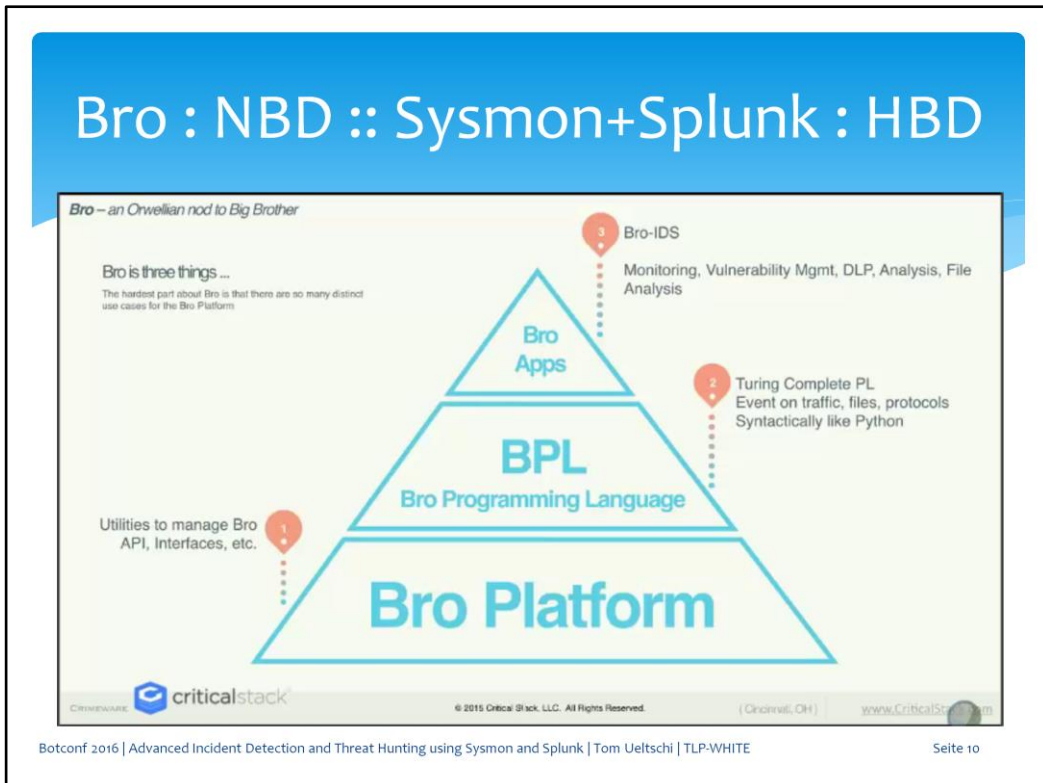 Bro : NBD :: Sysmon+Splunk : HBD
Bro – an Orwellian nod to Big Brother
Bro is three things ...
The hardest part about Bro is that there are so many distinct
use cases for the Bro Platform
3
Bro-IDS
Monitoring, Vulnerability Mgmt, DLP, Analysis, File
Analysis
Bro
Apps
2
Turing Complete PL
Event on traffic, files, protocols
Syntactically like Python
BPL
Bro Programming Language
1
Utilities to manage Bro
API, Interfaces, etc.
Bro Platform
criticalstack
© 2015 Critical Stack, LLC. All Rights Reserved.
(Cincinnati, OH)
Botconf 2016 | Advanced Incident Detection and Threat Hunting using Sysmon and Splunk | Tom Ueltschi | TLP-WHITE
Seite 10